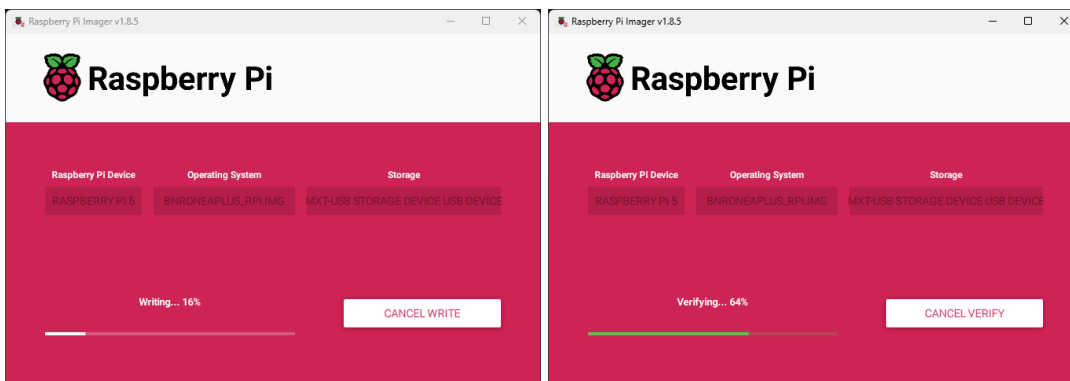 Raspberry Pi Imager v1.8.5
Raspberry Pi
Raspberry Pi Device Operating System Storage
RASPBERRY PI 5 BNRONEAPLUS_RPI.IMG MXT-USB STORAGE DEVICE USB DEVICE
Writing... 16%
CANCEL WRITE
Raspberry Pi Imager v1.8.5
Raspberry Pi
Raspberry Pi Device Operating System Storage
RASPBERRY PI 5 BNRONEAPLUS_RPI.IMG MXT-USB STORAGE DEVICE USB DEVICE
Verifying... 64%
CANCEL VERIFY